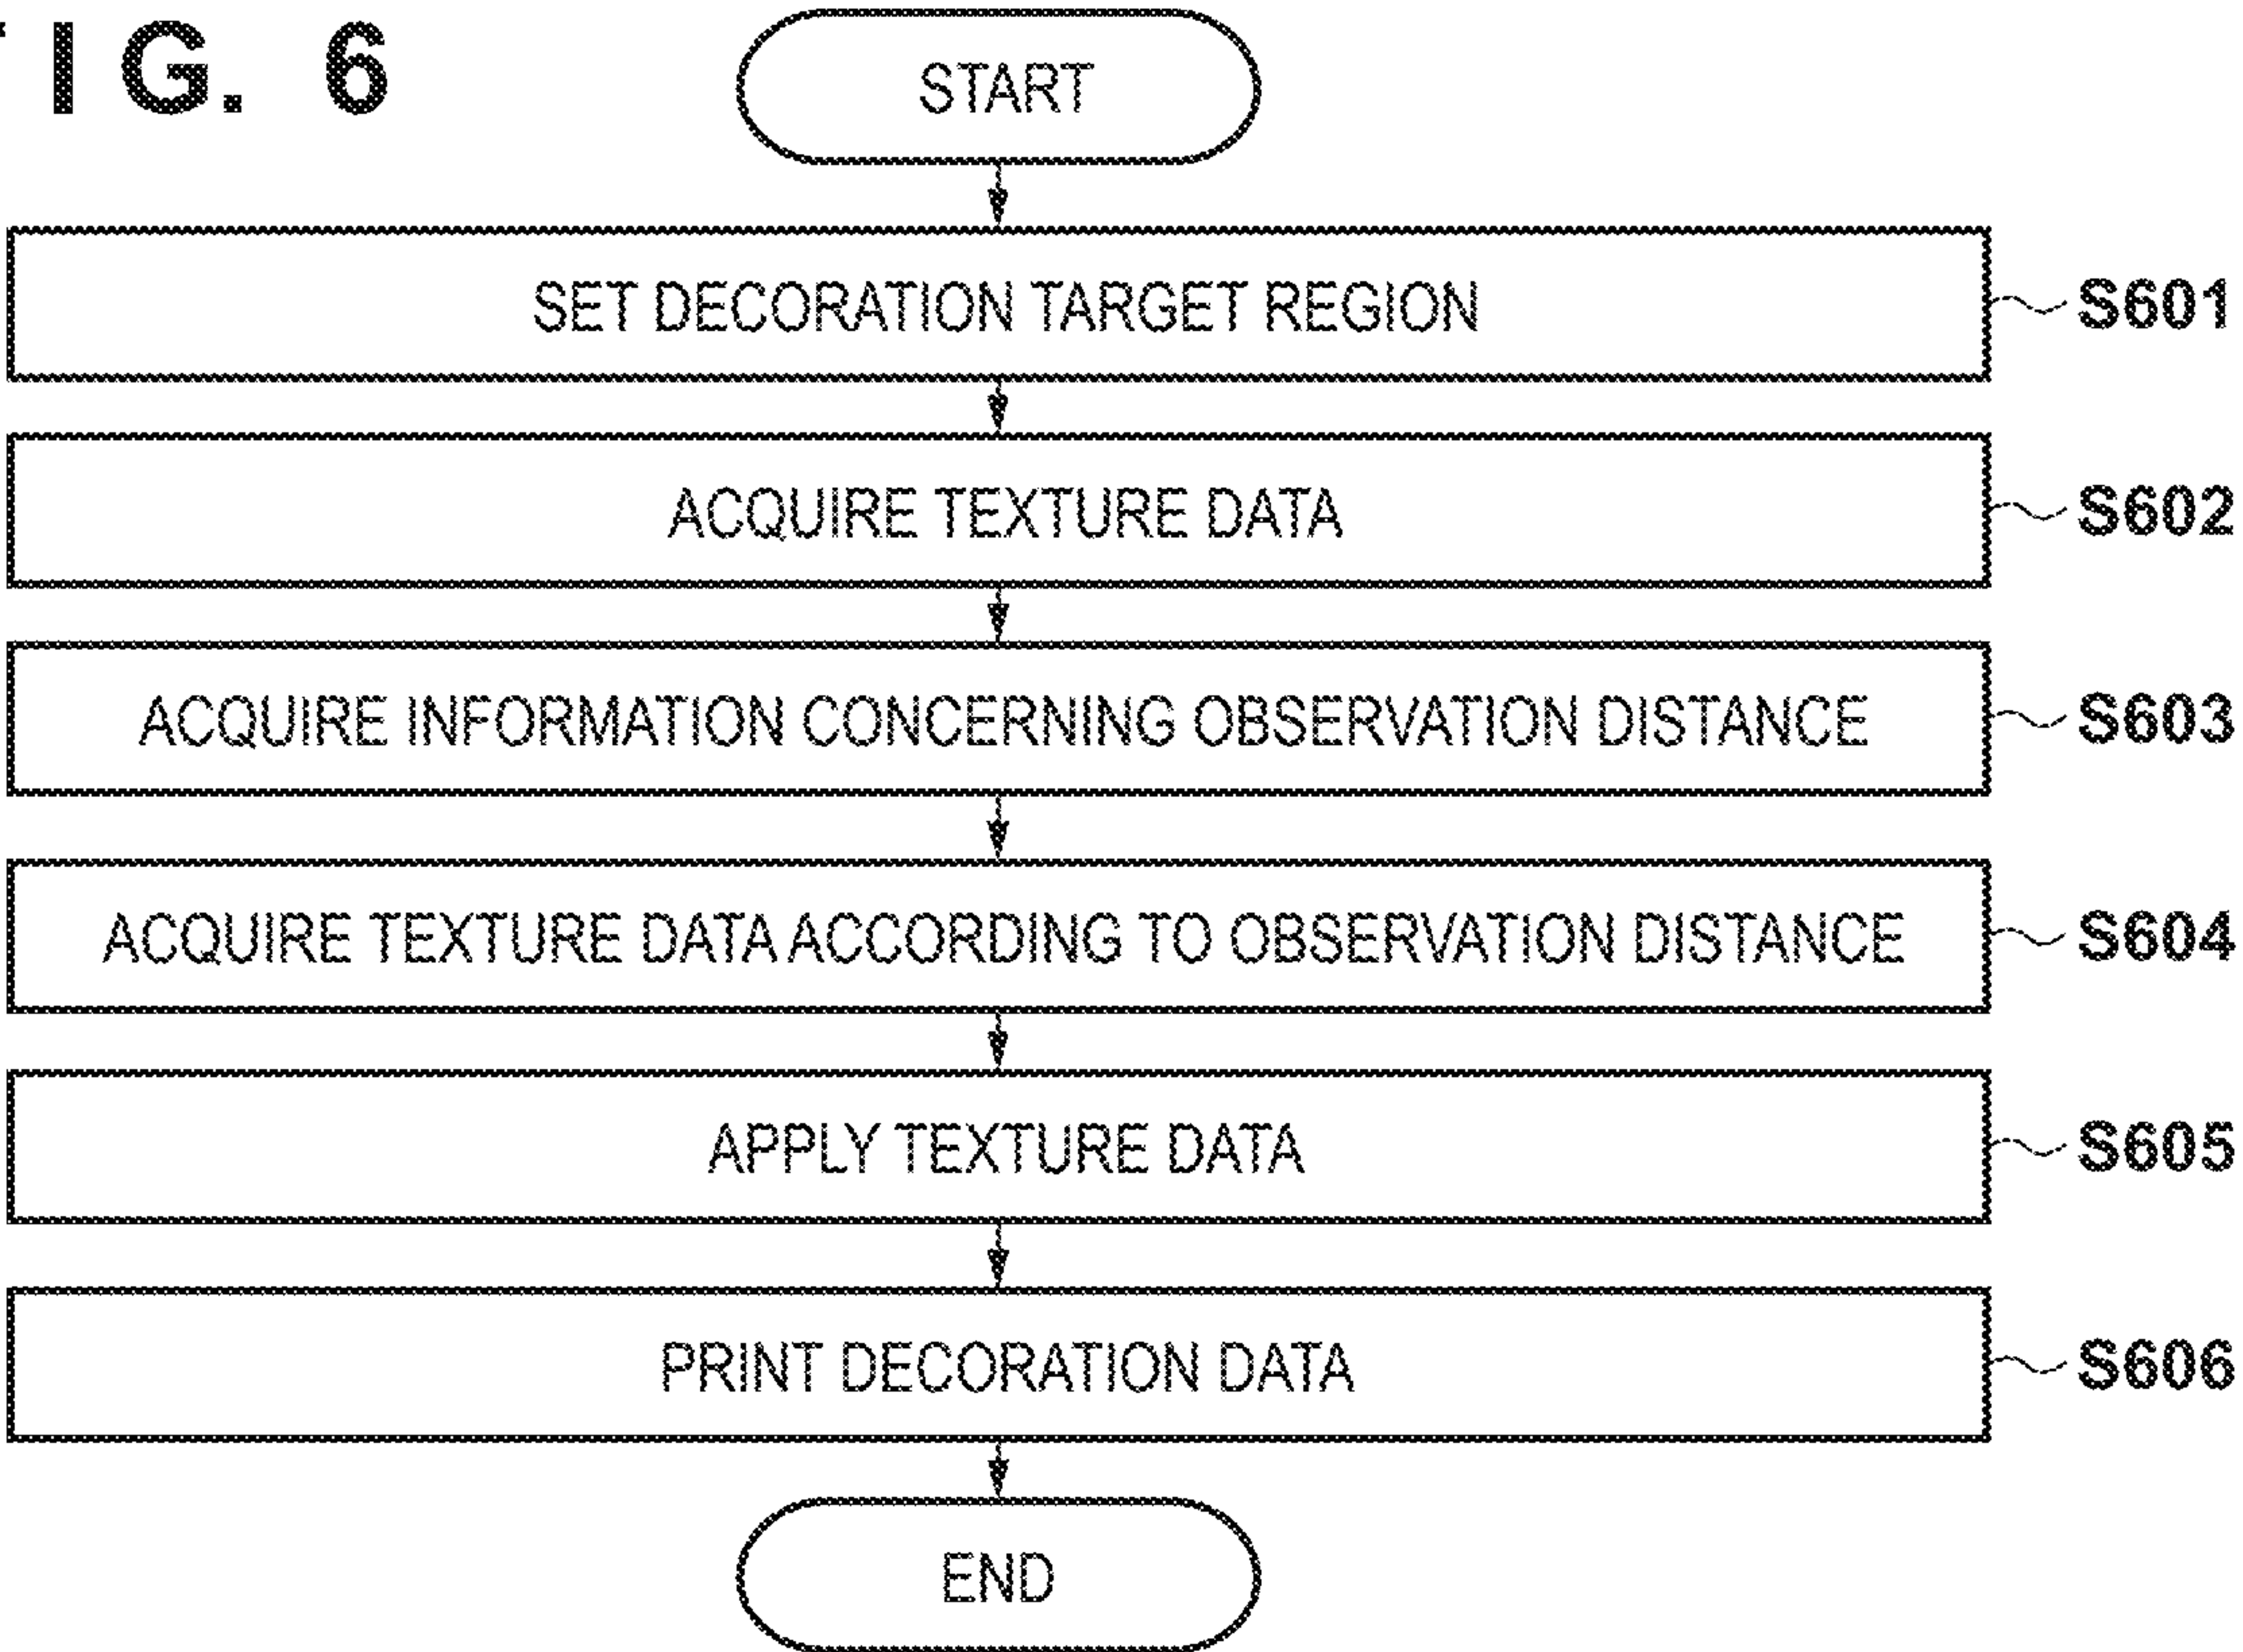 FIG. 6
START
SET DECORATION TARGET REGION
S601
ACQUIRE TEXTURE DATA
S602
ACQUIRE INFORMATION CONCERNING OBSERVATION DISTANCE
S603
ACQUIRE TEXTURE DATA ACCORDING TO OBSERVATION DISTANCE
S604
APPLY TEXTURE DATA
S605
PRINT DECORATION DATA
S606
END